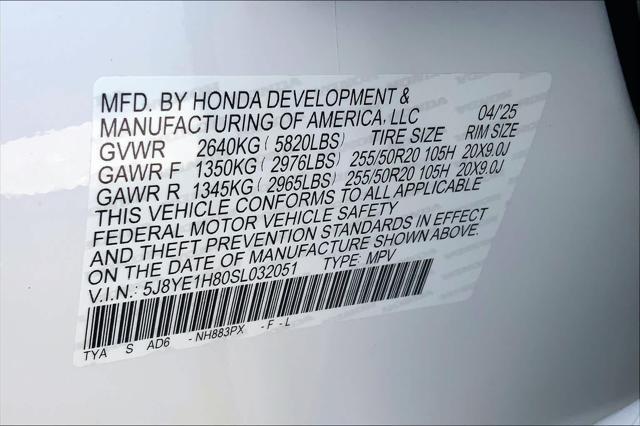 MFD. BY HONDA DEVELOPMENT &
MANUFACTURING OF AMERICA, LLC 04/'25
GVWR 2640KG ( 5820LBS) TIRE SIZE RIM SIZE
GAWR F 1350KG ( 2976LBS) 255/50R20 105H 20X9.0J
GAWR R 1345KG ( 2965LBS) 255/50R20 105H 20X9.0J
THIS VEHICLE CONFORMS TO ALL APPLICABLE
FEDERAL MOTOR VEHICLE SAFETY
AND THEFT PREVENTION STANDARDS IN EFFECT
ON THE DATE OF MANUFACTURE SHOWN ABOVE.
V.I.N.: 5J8YE1H80SL032051 TYPE: MPV
TYA S AD6 - NH883PX - F - L